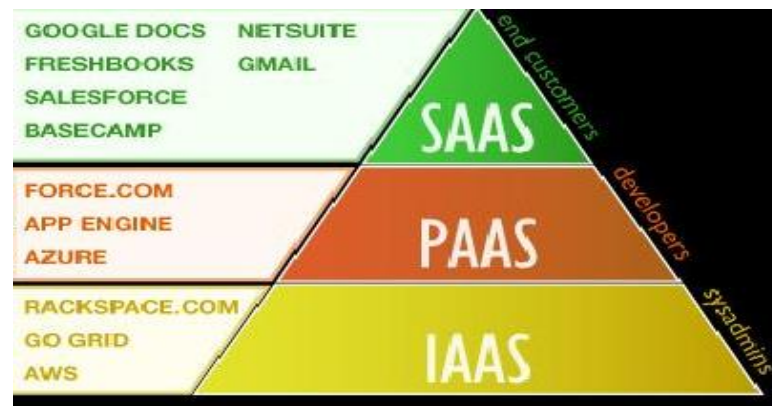 GOOGLE DOCS NETSUITE
FRESHBOOKS GMAIL
SALESFORCE
BASECAMP
SAAS
end customers
FORCE.COM
APP ENGINE
AZURE
PAAS
developers
RACKSPACE.COM
GO GRID
AWS
IAAS
sysadmins